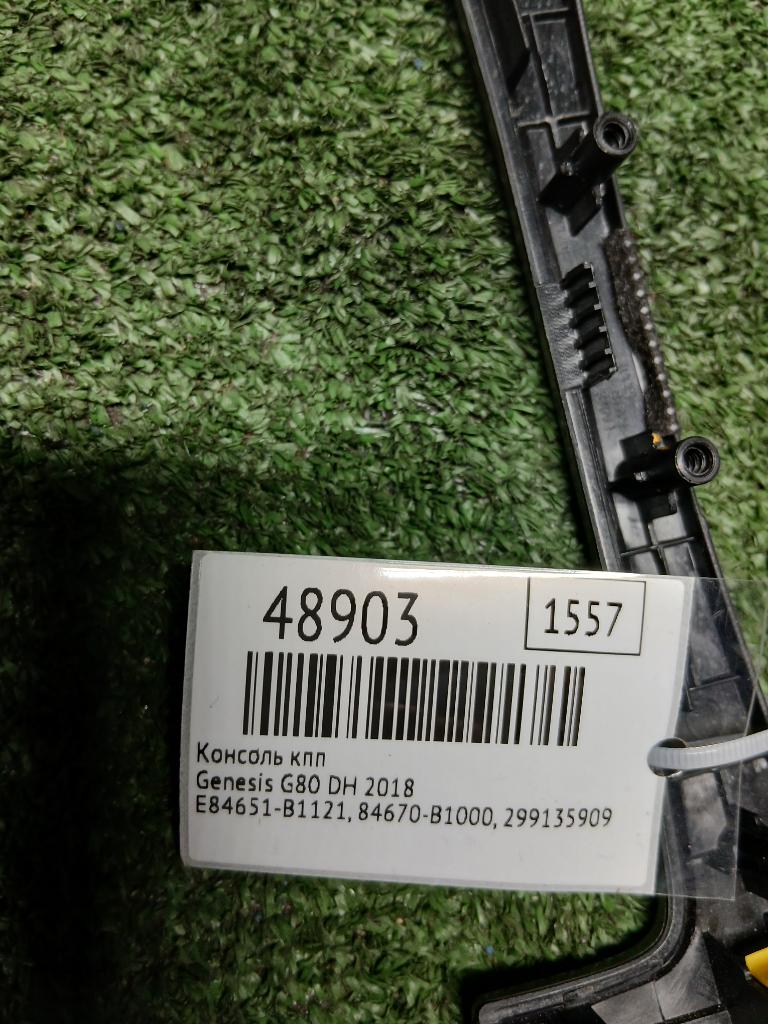 48903
1557
Консоль кпп
Genesis G80 DH 2018
E84651-B1121, 84670-B1000, 299135909